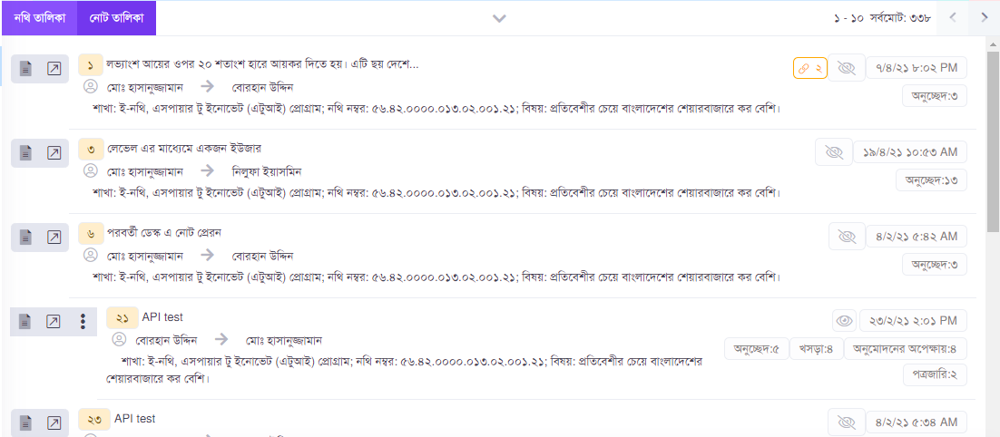 নথি তালিকা নোট তালিকা ১ - ১০ সর্বমোট: ৩৩৮
১ লভ্যাংশ আয়ের ওপর ২০ শতাংশ হারে আয়কর দিতে হয়। এটি ছয় দেশে... ২ ৭/৪/২১ ৮:০২ PM
মোঃ হাসানুজ্জামান বোরহান উদ্দিন অনুচ্ছেদ:৩
শাখা: ই-নথি, এসপায়ার টু ইনোভেট (এটুআই) প্রোগ্রাম; নথি নম্বর: ৫৬.৪২.০০০০.০১৩.০২.০০১.২১; বিষয়: প্রতিবেশীর চেয়ে বাংলাদেশের শেয়ারবাজারে কর বেশি।
৩ লেভেল এর মাধ্যেমে একজন ইউজার ১৯/৪/২১ ১০:৫৩ AM
মোঃ হাসানুজ্জামান নিলুফা ইয়াসমিন অনুচ্ছেদ:১৩
শাখা: ই-নথি, এসপায়ার টু ইনোভেট (এটুআই) প্রোগ্রাম; নথি নম্বর: ৫৬.৪২.০০০০.০১৩.০২.০০১.২১; বিষয়: প্রতিবেশীর চেয়ে বাংলাদেশের শেয়ারবাজারে কর বেশি।
৬ পরবর্তী ডেস্ক এ নোট প্রেরন ৪/২/২১ ৫:৪২ AM
মোঃ হাসানুজ্জামান বোরহান উদ্দিন অনুচ্ছেদ:৩
শাখা: ই-নথি, এসপায়ার টু ইনোভেট (এটুআই) প্রোগ্রাম; নথি নম্বর: ৫৬.৪২.০০০০.০১৩.০২.০০১.২১; বিষয়: প্রতিবেশীর চেয়ে বাংলাদেশের শেয়ারবাজারে কর বেশি।
২১ API test ২৩/২/২১ ২:০১ PM
বোরহান উদ্দিন মোঃ হাসানুজ্জামান অনুচ্ছেদ:৫ খসড়া:৪ অনুমোদনের অপেক্ষায়:৪
শাখা: ই-নথি, এসপায়ার টু ইনোভেট (এটুআই) প্রোগ্রাম; নথি নম্বর: ৫৬.৪২.০০০০.০১৩.০২.০০১.২১; বিষয়: প্রতিবেশীর চেয়ে বাংলাদেশের
শেয়ারবাজারে কর বেশি। পত্রজারি:২
২৩ API test ৪/২/২১ ৫:৩৪ AM